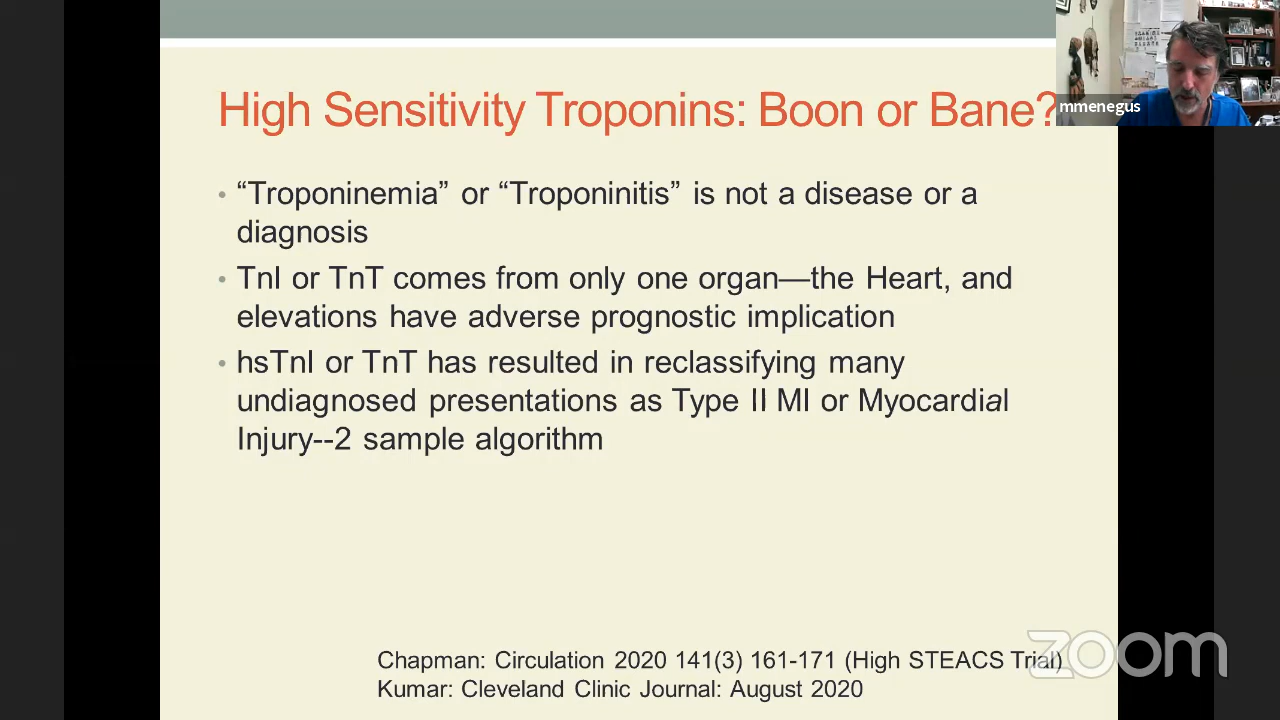 mmenegus
High Sensitivity Troponins: Boon or Bane?
• “Troponinemia” or “Troponinitis” is not a disease or a
diagnosis
• TnI or TnT comes from only one organ—the Heart, and
elevations have adverse prognostic implication
• hsTnI or TnT has resulted in reclassifying many
undiagnosed presentations as Type II MI or Myocardial
Injury--2 sample algorithm
Chapman: Circulation 2020 141(3) 161-171 (High STEACS Trial)
Kumar: Cleveland Clinic Journal: August 2020
zoom